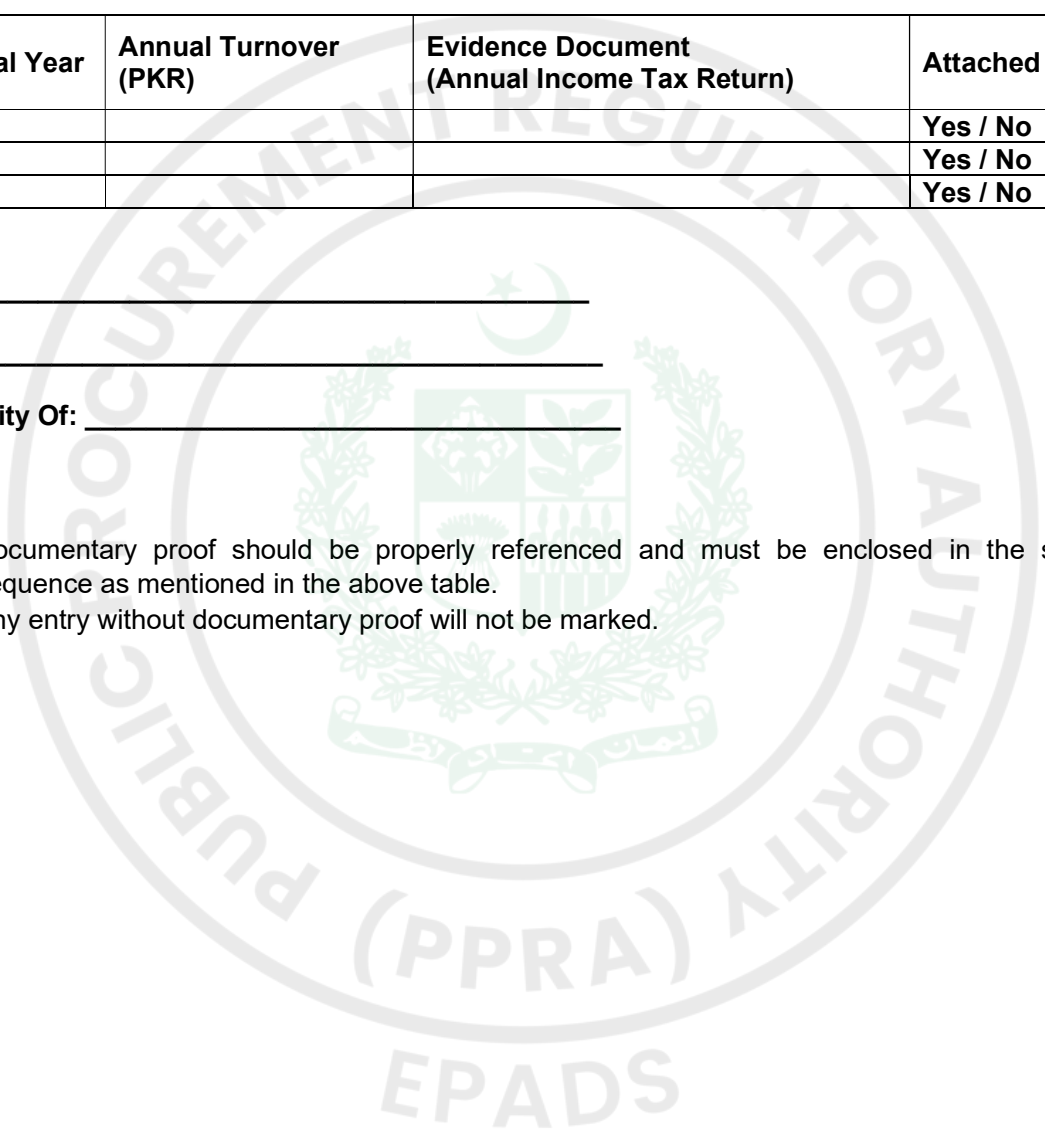 al Year Annual Turnover (PKR) Evidence Document (Annual Income Tax Return) Attached
Yes / No
Yes / No
Yes / No
ity Of: ___________________________________
ocumentary proof should be properly referenced and must be enclosed in the s
equence as mentioned in the above table.
ny entry without documentary proof will not be marked.
PUBLIC PROCUREMENT REGULATORY AUTHORITY
(PPRA)
EPADS